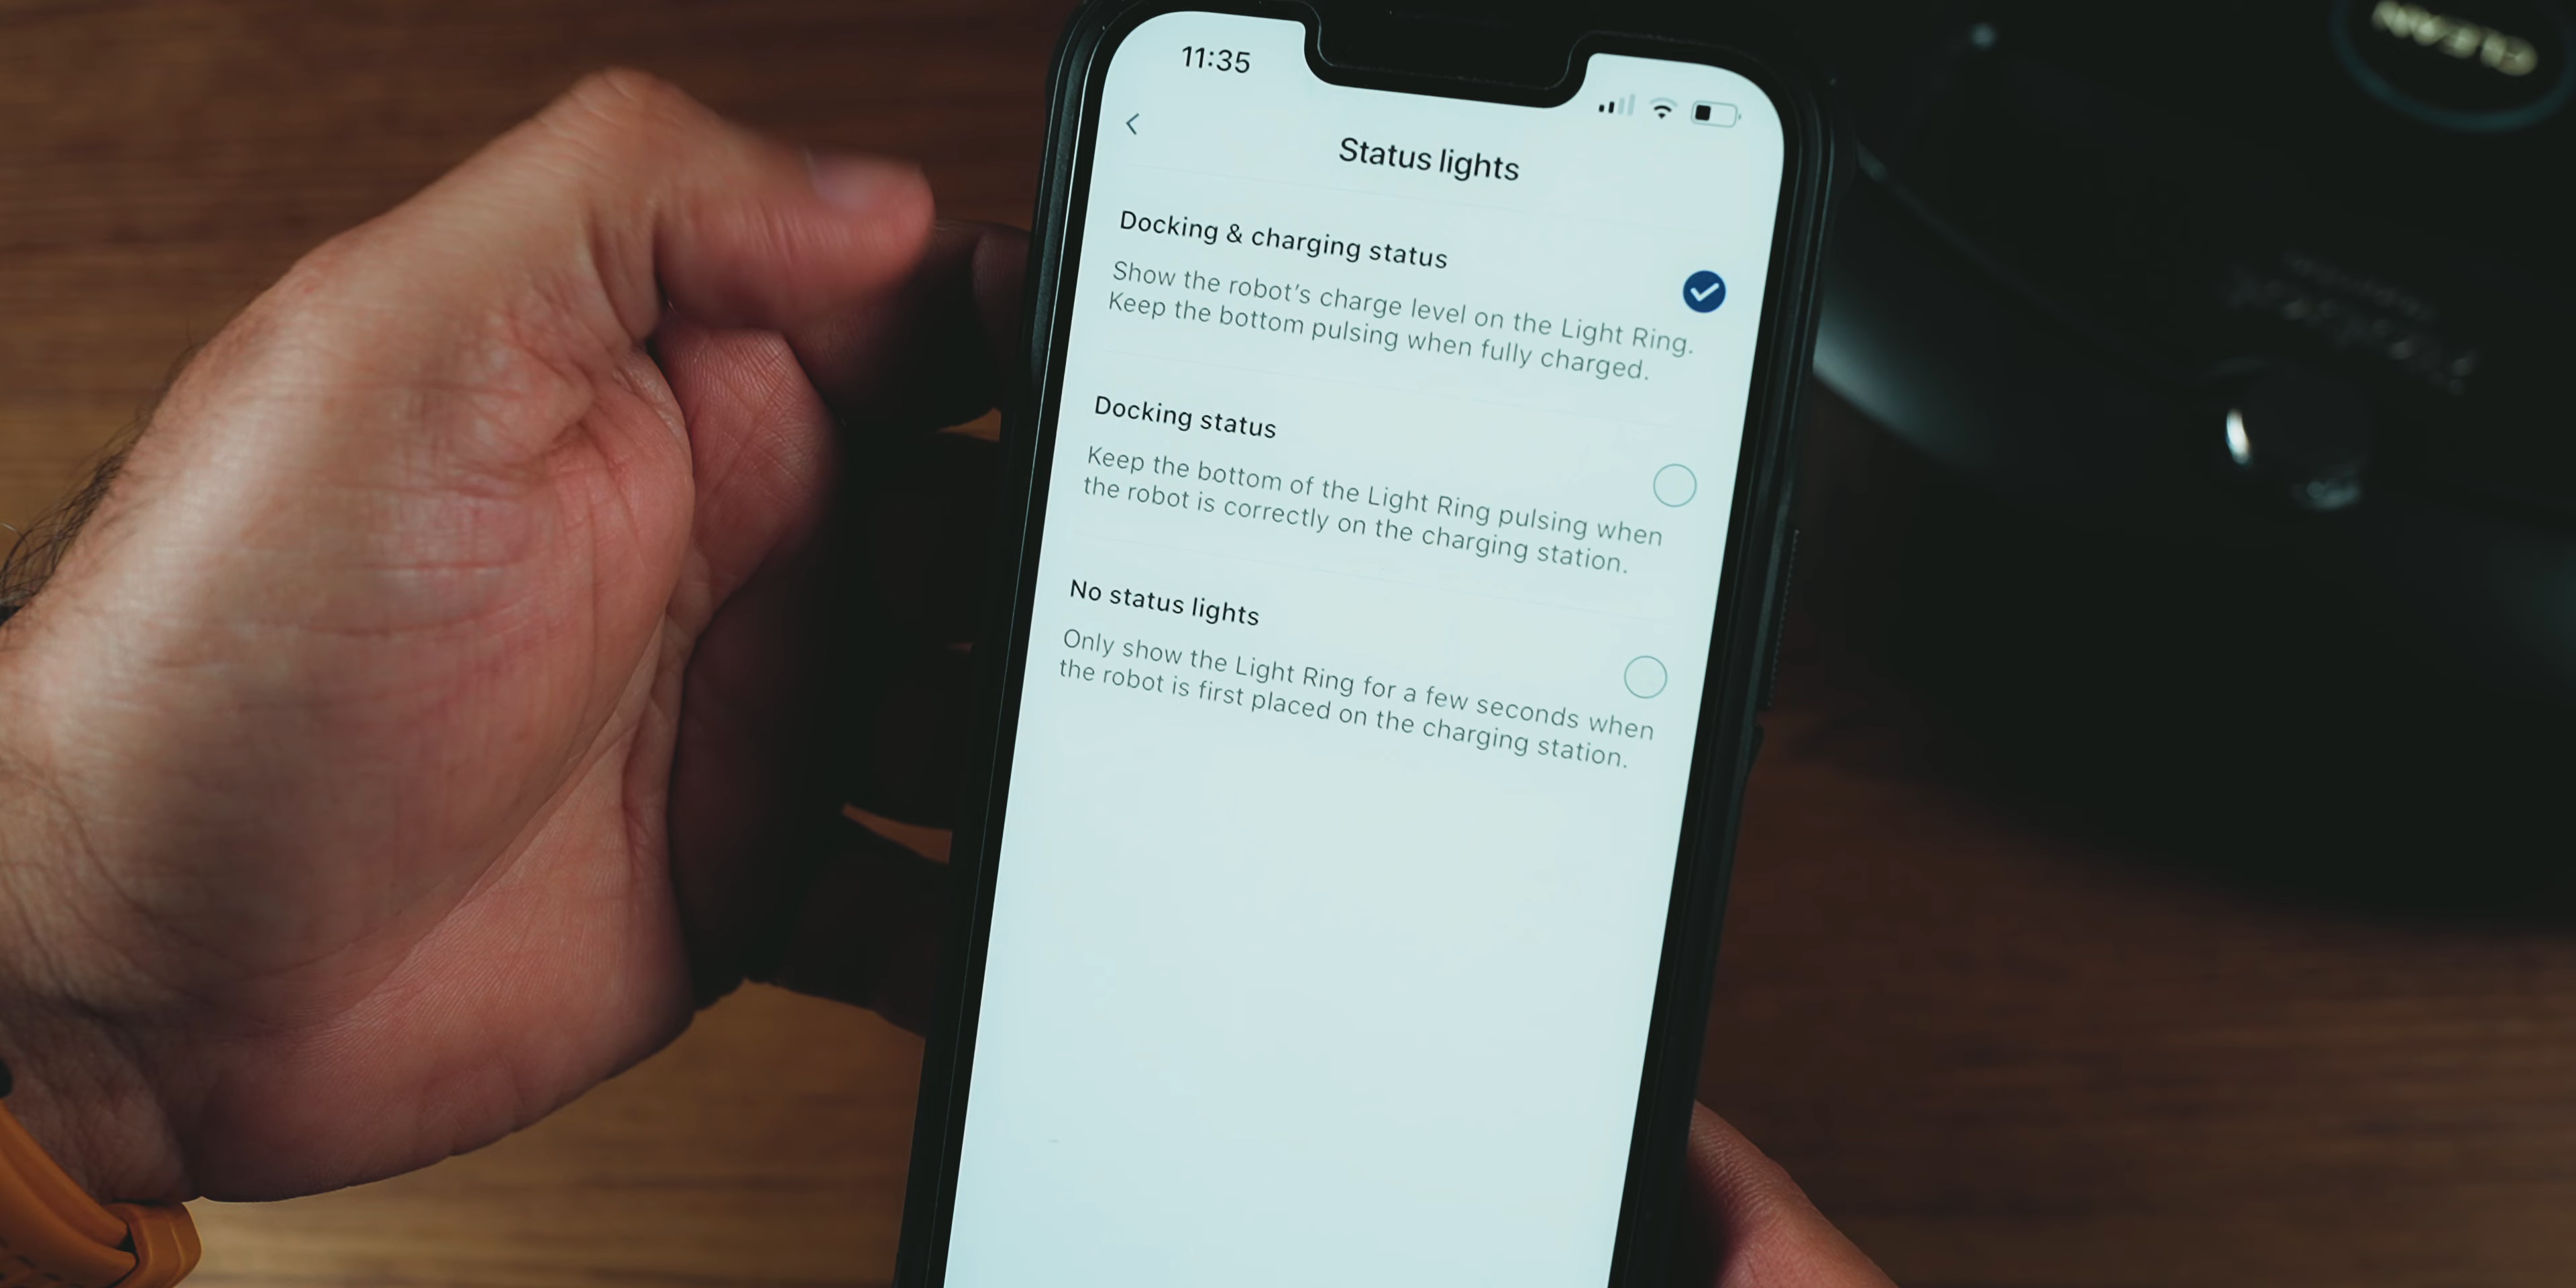 11:35
CLEAN
Status lights
Docking & charging status
Show the robot's charge level on the Light Ring.
Keep the bottom pulsing when fully charged.
Docking status
Keep the bottom of the Light Ring pulsing when
the robot is correctly on the charging station.
No status lights
Only show the Light Ring for a few seconds when
the robot is first placed on the charging station.